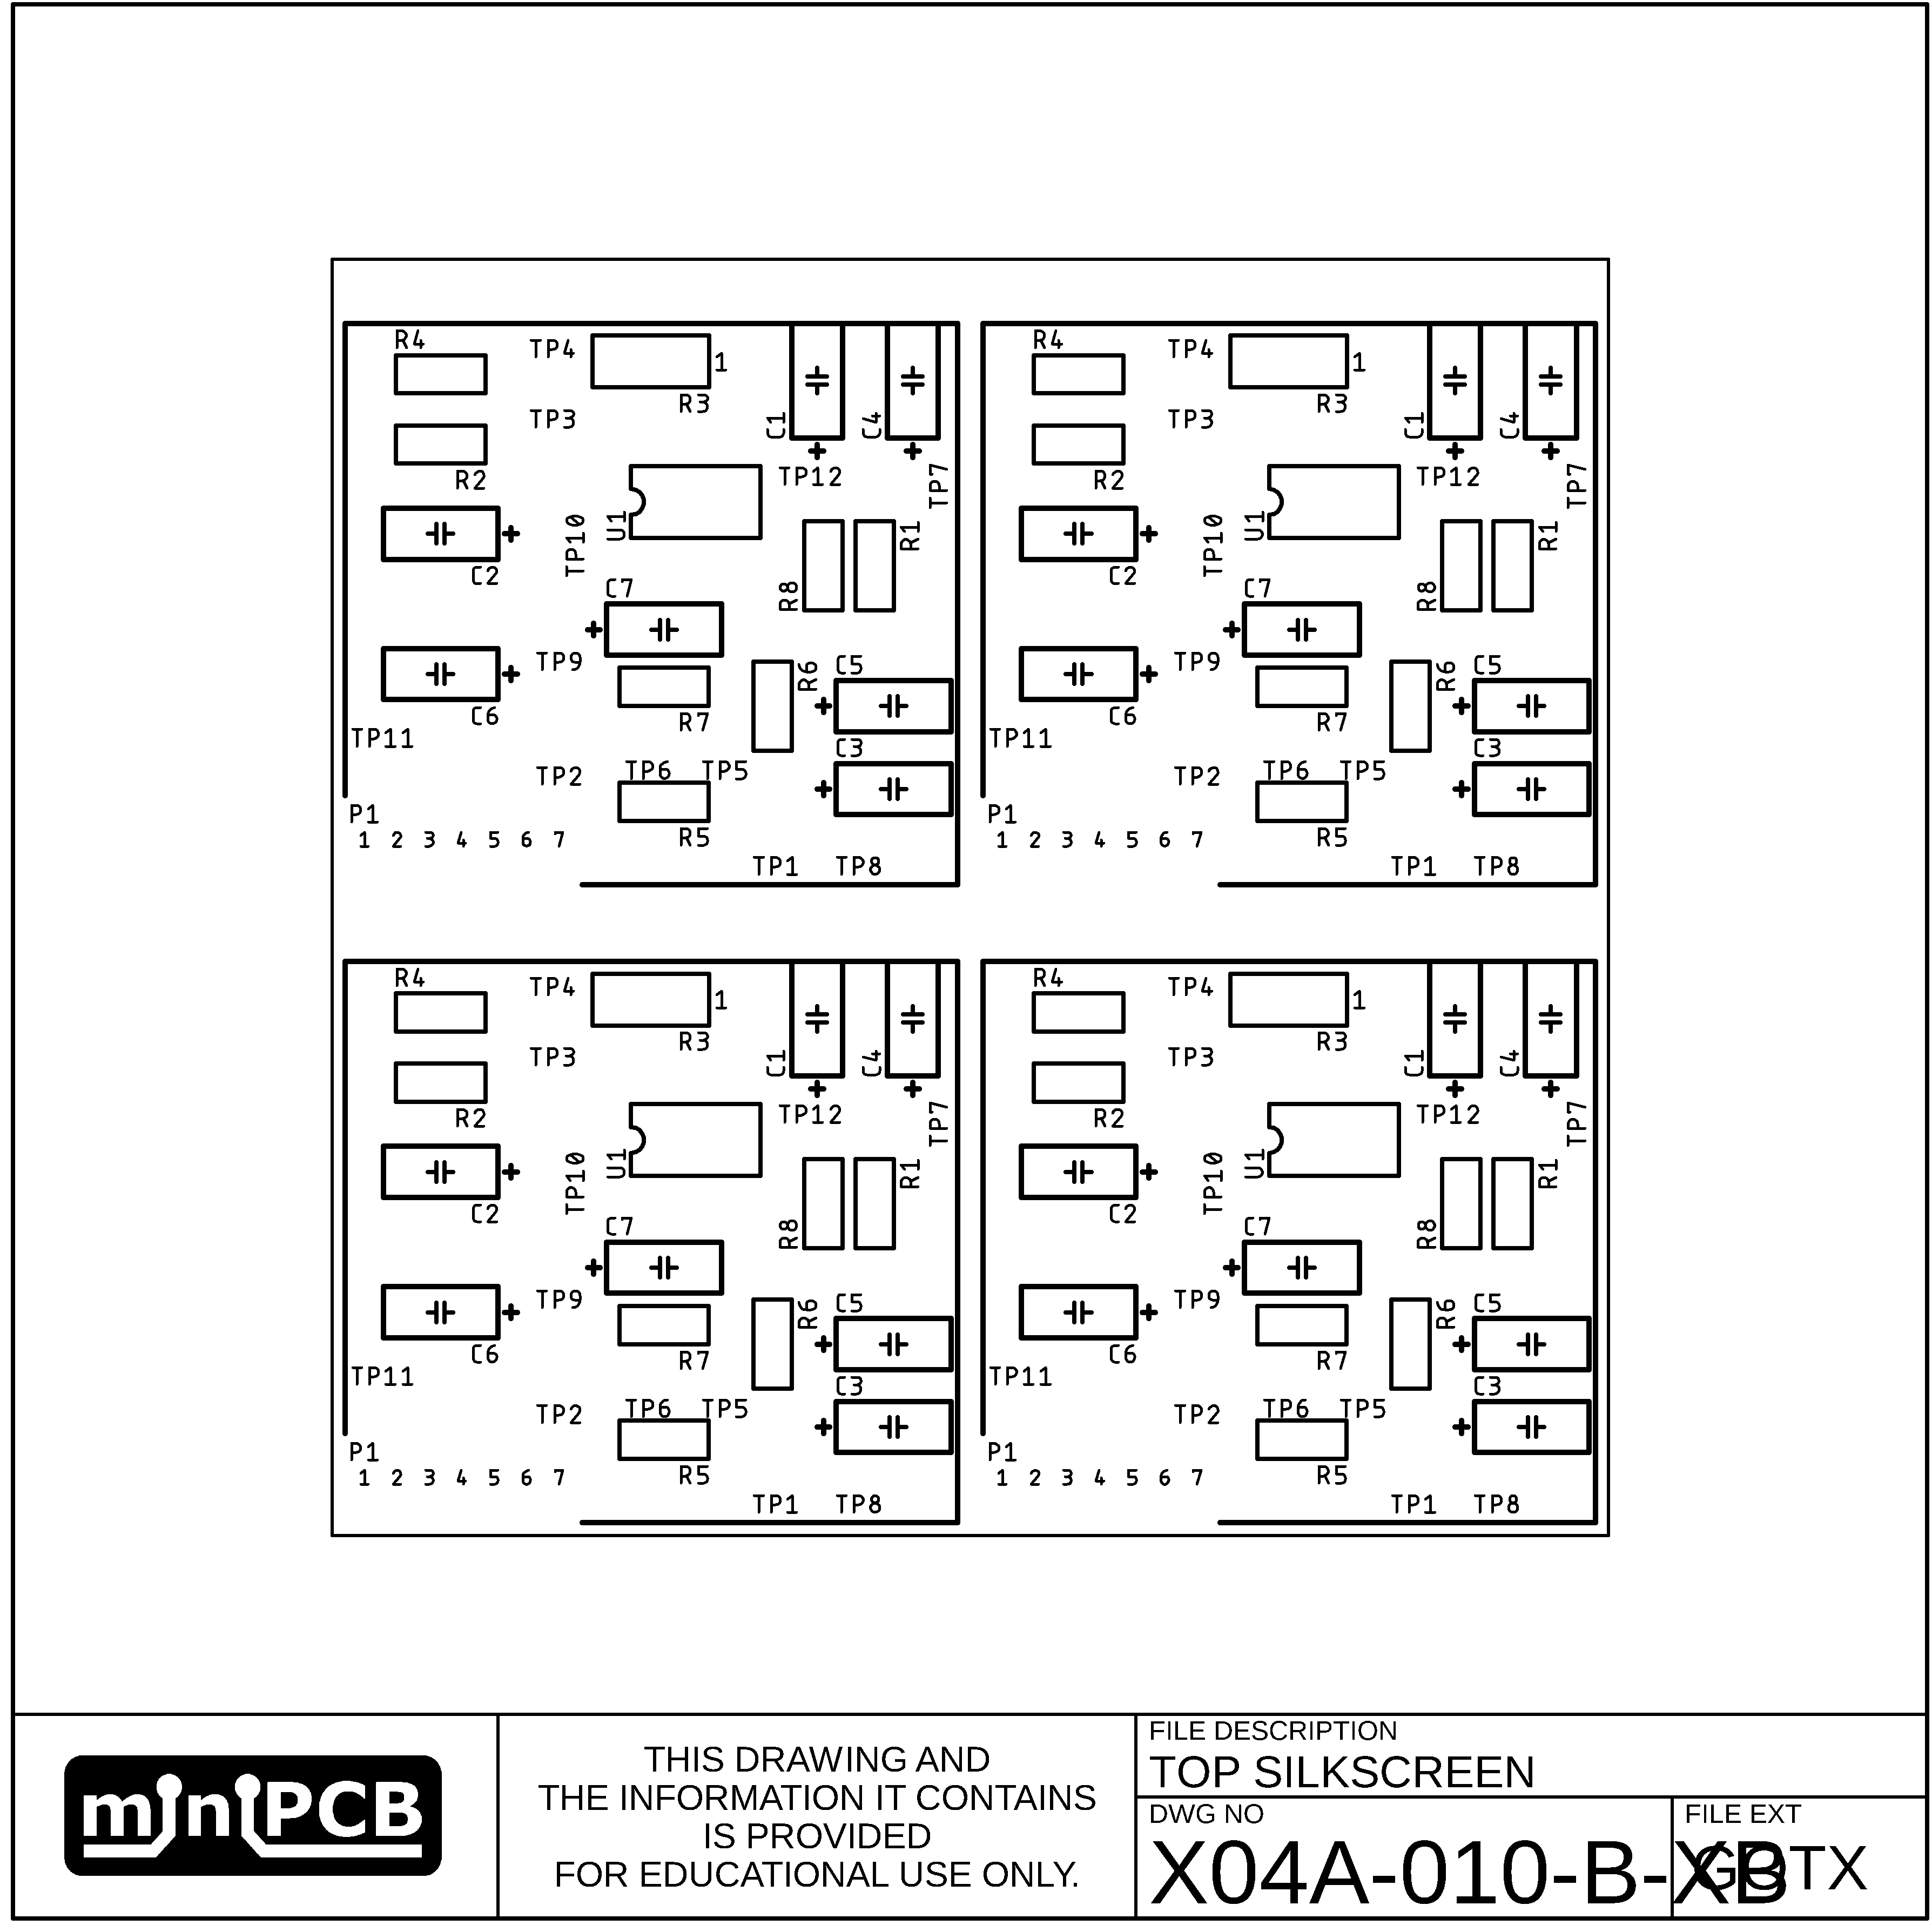 R4 TP4 1 R4 TP4 1
R3 R3
TP3 C1 C4 TP3 C1 C4
R2 TP12 TP7 R2 TP12 TP7
TP10 U1 R1 TP10 U1 R1
C2 C7 R8 C2 C7 R8
TP9 R6 C5 TP9 R6 C5
C6 R7 C6 R7
TP11 C3 TP11 C3
TP2 TP6 TP5 TP2 TP6 TP5
P1 P1
1 2 3 4 5 6 7 R5 1 2 3 4 5 6 7 R5
TP1 TP8 TP1 TP8
R4 TP4 1 R4 TP4 1
R3 R3
TP3 C1 C4 TP3 C1 C4
R2 TP12 TP7 R2 TP12 TP7
TP10 U1 R1 TP10 U1 R1
C2 C7 R8 C2 C7 R8
TP9 R6 C5 TP9 R6 C5
C6 R7 C6 R7
TP11 C3 TP11 C3
TP2 TP6 TP5 TP2 TP6 TP5
P1 P1
1 2 3 4 5 6 7 R5 1 2 3 4 5 6 7 R5
TP1 TP8 TP1 TP8
miniPCB
THIS DRAWING AND
THE INFORMATION IT CONTAINS
IS PROVIDED
FOR EDUCATIONAL USE ONLY.
FILE DESCRIPTION
TOP SILKSCREEN
DWG NO
X04A-010-B-XB
FILE EXT